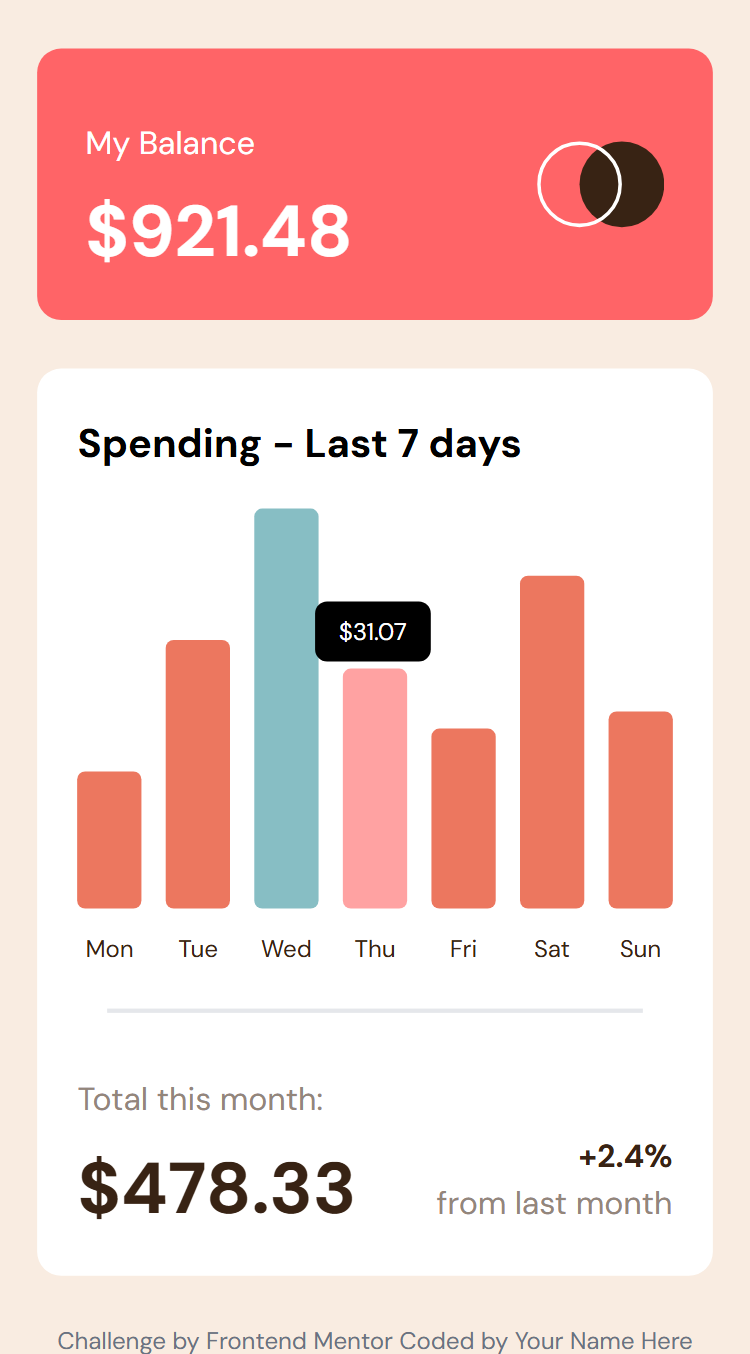 My Balance
$921.48
Spending - Last 7 days
$31.07
Mon Tue Wed Thu Fri Sat Sun
Total this month:
$478.33
+2.4%
from last month
Challenge by Frontend Mentor Coded by Your Name Here